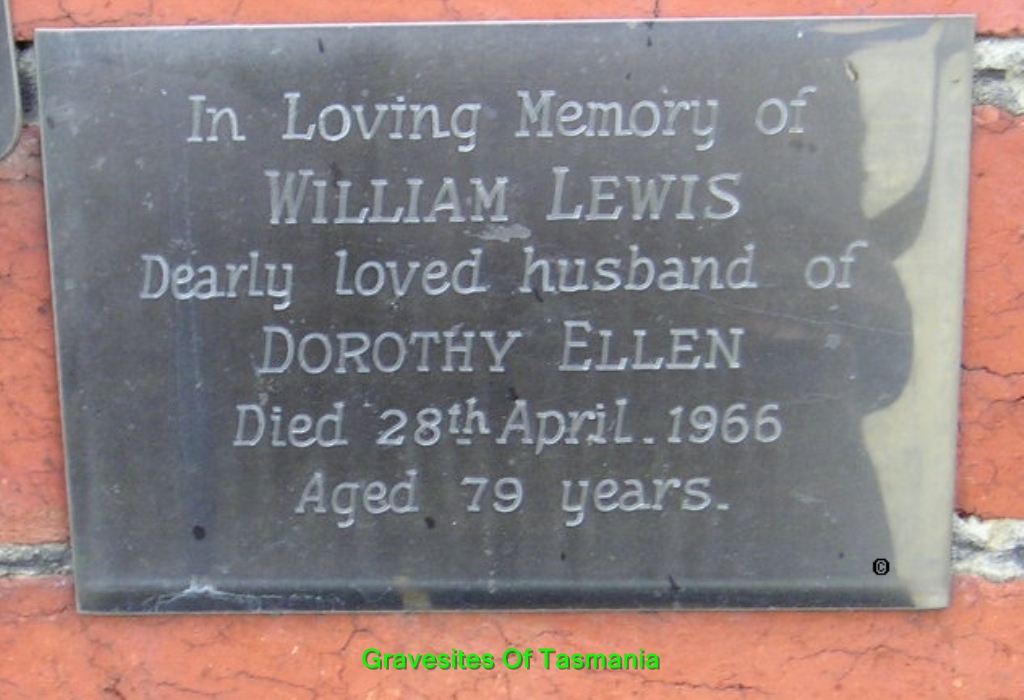 In Loving Memory of
WILLIAM LEWIS
Dearly loved husband of
DOROTHY ELLEN
Died 28th April. 1966
Aged 79 years.
©
Gravesites Of Tasmania